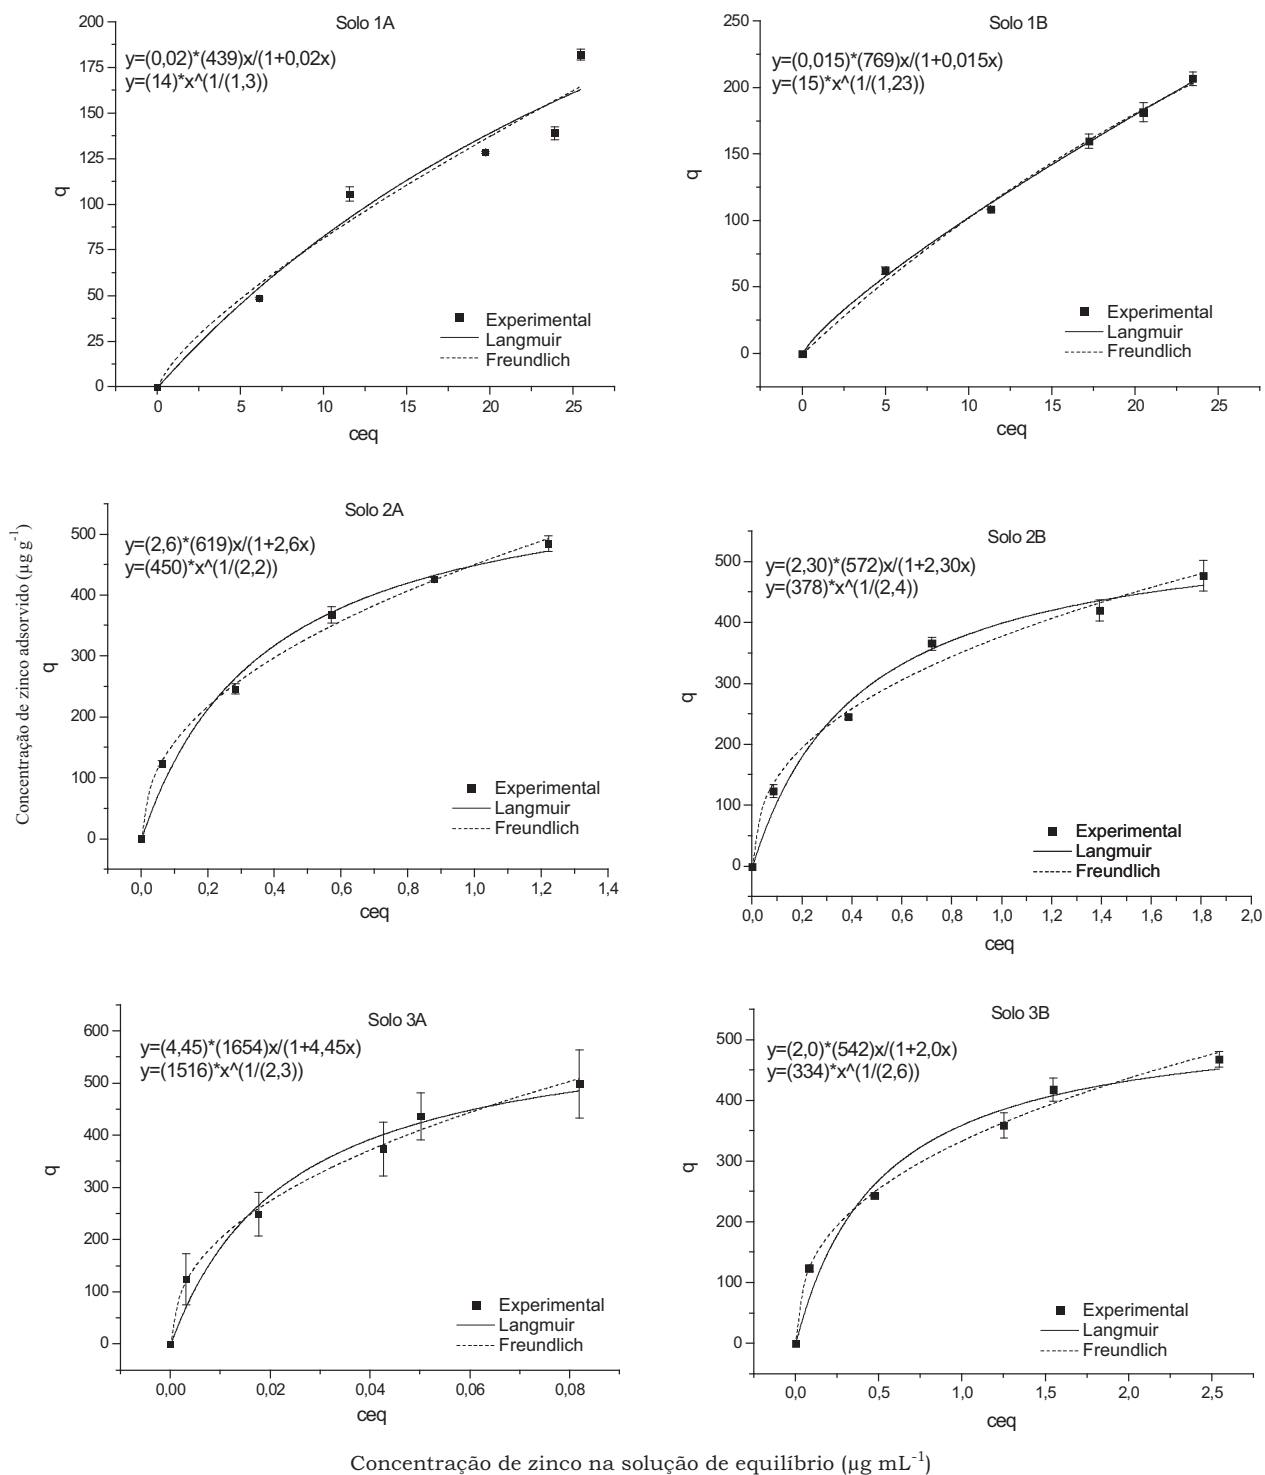 Solo 1A
y=(0,02)*(439)x/(1+0,02x)
y=(14)*x^(1/(1,3))
200
175
150
125
100
75
50
25
0
q
Experimental
Langmuir
Freundlich
0 5 10 15 20 25
ceq
Solo 1B
y=(0,015)*(769)x/(1+0,015x)
y=(15)*x^(1/(1,23))
250
200
150
100
50
0
q
Experimental
Langmuir
Freundlich
0 5 10 15 20 25
ceq
Concentração de zinco adsorvido (µg g-1)
Solo 2A
y=(2,6)*(619)x/(1+2,6x)
y=(450)*x^(1/(2,2))
500
400
300
200
100
0
q
Experimental
Langmuir
Freundlich
0,0 0,2 0,4 0,6 0,8 1,0 1,2 1,4
ceq
Solo 2B
y=(2,30)*(572)x/(1+2,30x)
y=(378)*x^(1/(2,4))
500
400
300
200
100
0
q
Experimental
Langmuir
Freundlich
0,0 0,2 0,4 0,6 0,8 1,0 1,2 1,4 1,6 1,8 2,0
ceq
Solo 3A
y=(4,45)*(1654)x/(1+4,45x)
y=(1516)*x^(1/(2,3))
600
500
400
300
200
100
0
q
Experimental
Langmuir
Freundlich
0,00 0,02 0,04 0,06 0,08
ceq
Solo 3B
y=(2,0)*(542)x/(1+2,0x)
y=(334)*x^(1/(2,6))
500
400
300
200
100
0
q
Experimental
Langmuir
Freundlich
0,0 0,5 1,0 1,5 2,0 2,5
ceq
Concentração de zinco na solução de equilíbrio (µg mL-1)